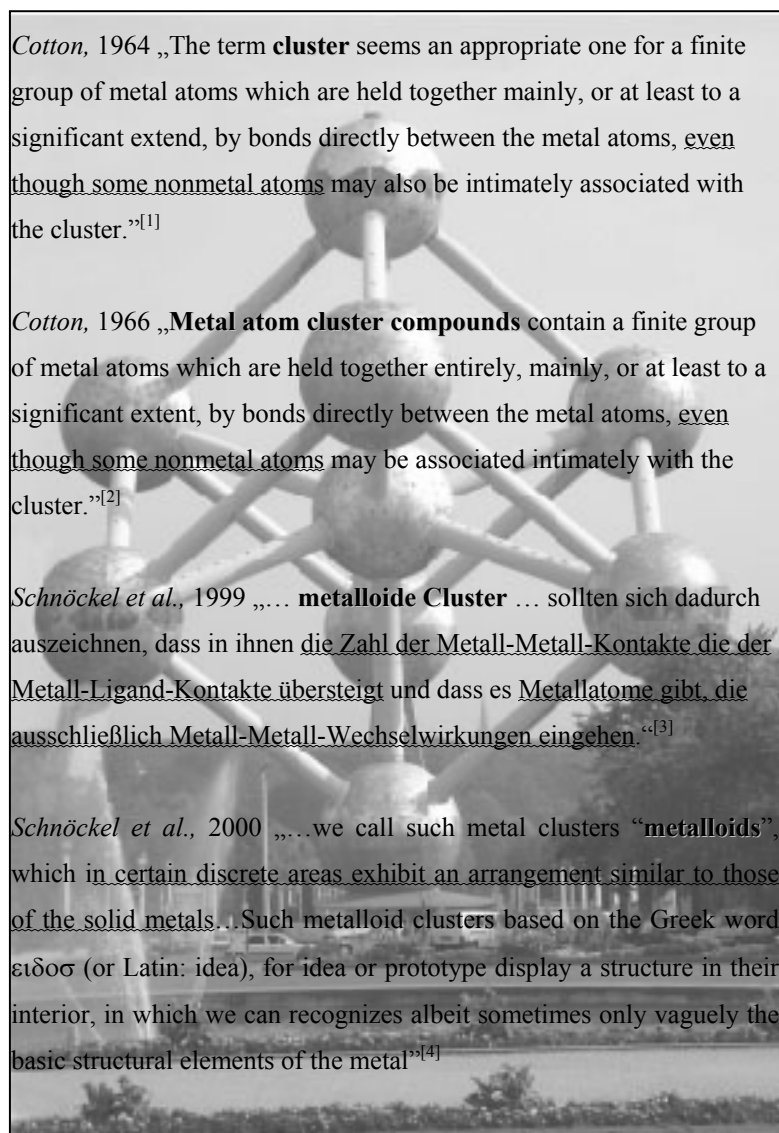 Cotton, 1964 „The term cluster seems an appropriate one for a finite
group of metal atoms which are held together mainly, or at least to a
significant extend, by bonds directly between the metal atoms, even
though some nonmetal atoms may also be intimately associated with
the cluster.”[1]
Cotton, 1966 „Metal atom cluster compounds contain a finite group
of metal atoms which are held together entirely, mainly, or at least to a
significant extent, by bonds directly between the metal atoms, even
though some nonmetal atoms may be associated intimately with the
cluster.”[2]
Schnöckel et al., 1999 „… metalloide Cluster … sollten sich dadurch
auszeichnen, dass in ihnen die Zahl der Metall-Metall-Kontakte die der
Metall-Ligand-Kontakte übersteigt und dass es Metallatome gibt, die
ausschließlich Metall-Metall-Wechselwirkungen eingehen.“[3]
Schnöckel et al., 2000 „…we call such metal clusters “metalloids”,
which in certain discrete areas exhibit an arrangement similar to those
of the solid metals…Such metalloid clusters based on the Greek word
ειδοσ (or Latin: idea), for idea or prototype display a structure in their
interior, in which we can recognizes albeit sometimes only vaguely the
basic structural elements of the metal”[4]